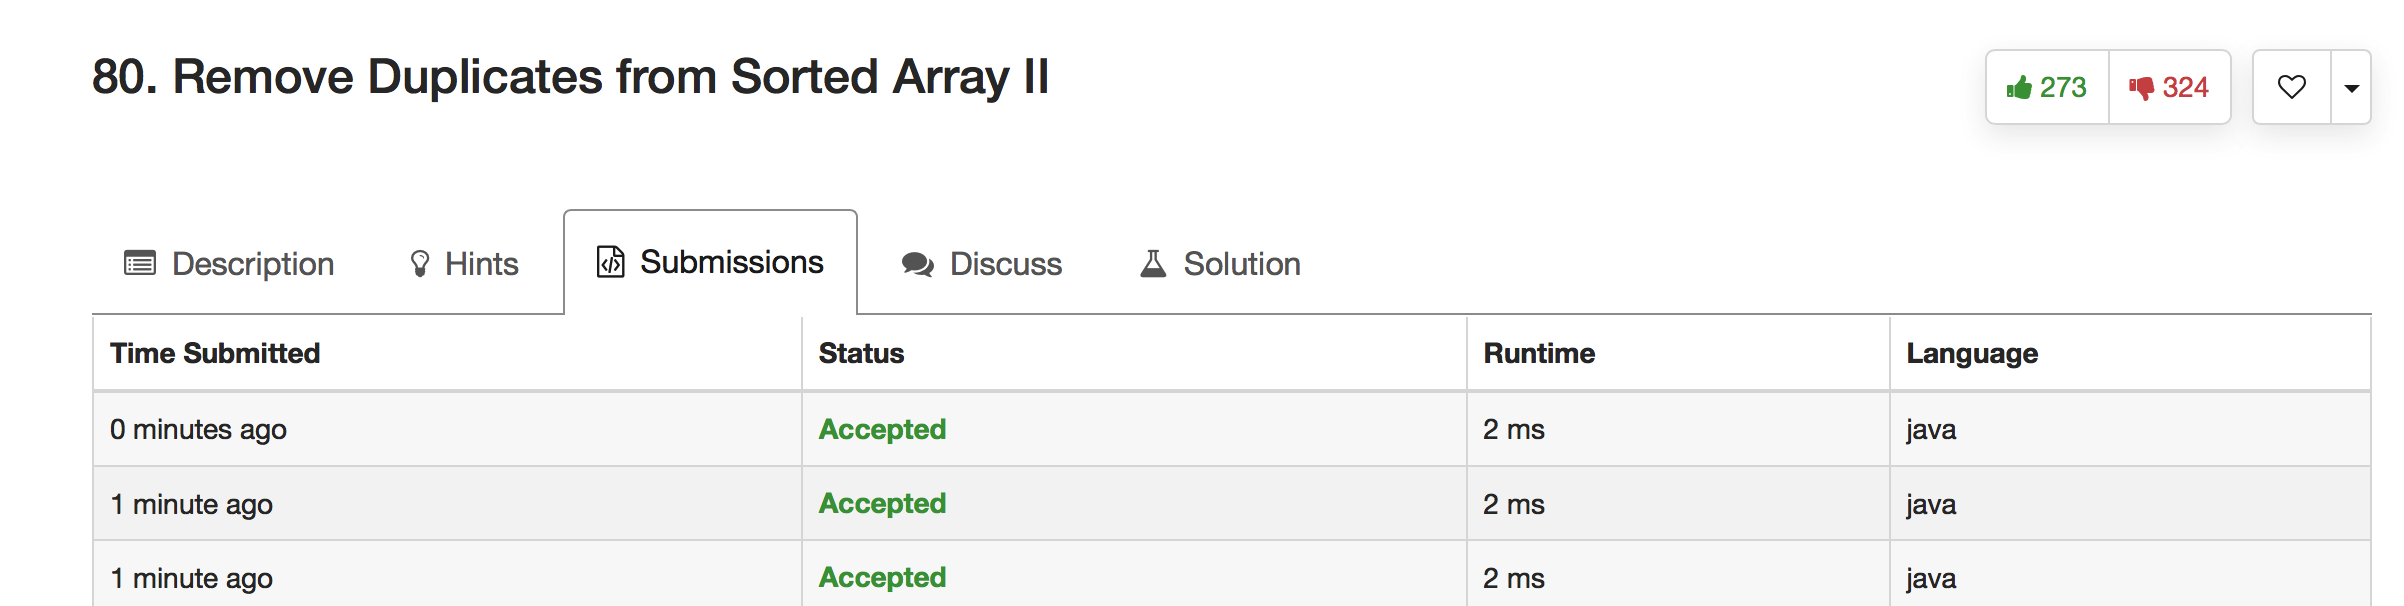 80. Remove Duplicates from Sorted Array II
273 324
Description Hints Submissions Discuss Solution
Time Submitted Status Runtime Language
0 minutes ago Accepted 2 ms java
1 minute ago Accepted 2 ms java
1 minute ago Accepted 2 ms java